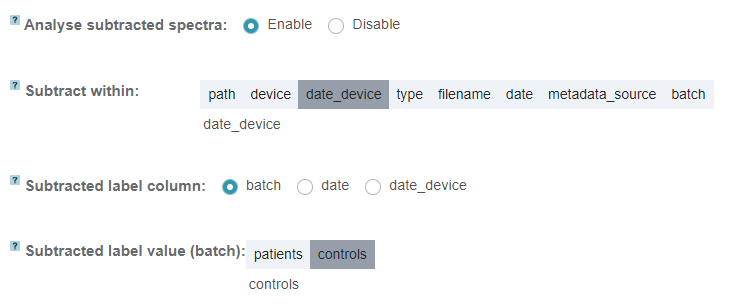 ? Analyse subtracted spectra: Enable Disable
? Subtract within: path device date_device type filename date metadata_source batch
date_device
? Subtracted label column: batch date date_device
? Subtracted label value (batch): patients controls
controls